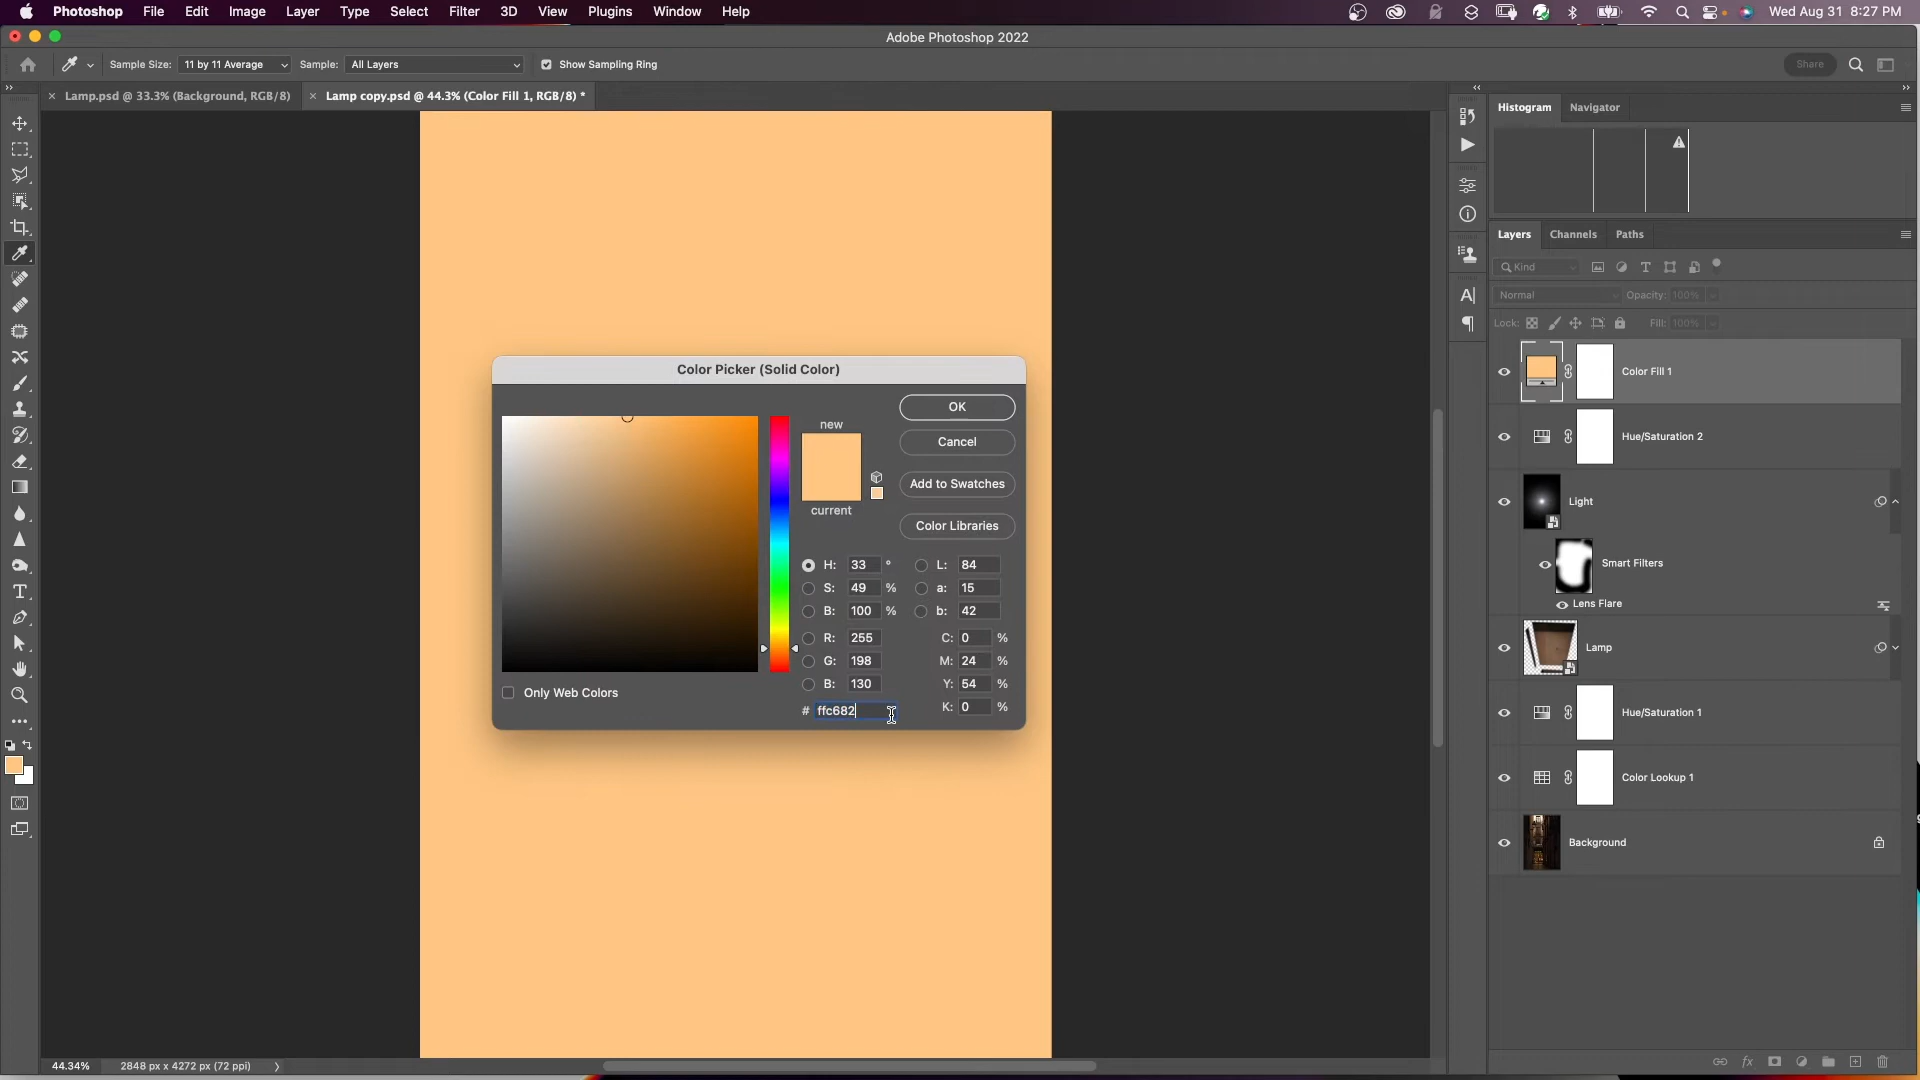 Photoshop File Edit Image Layer Type Select Filter 3D View Plugins Window Help Wed Aug 31 8:27 PM
Adobe Photoshop 2022
Sample Size: 11 by 11 Average Sample: All Layers Show Sampling Ring Share
Lamp.psd @ 33.3% (Background, RGB/8) Lamp copy.psd @ 44.3% (Color Fill 1, RGB/8) *
Histogram Navigator
Layers Channels Paths
Kind
Normal Opacity: 100%
Lock: Fill: 100%
Color Fill 1
Hue/Saturation 2
Light
Smart Filters
Lens Flare
Lamp
Hue/Saturation 1
Color Lookup 1
Background
Color Picker (Solid Color)
new
current
OK
Cancel
Add to Swatches
Color Libraries
H: 33 ° L: 84
S: 49 % a: 15
B: 100 % b: 42
R: 255 C: 0 %
G: 198 M: 24 %
B: 130 Y: 54 %
# ffc682 K: 0 %
Only Web Colors
44.34% 2848 px x 4272 px (72 ppi)